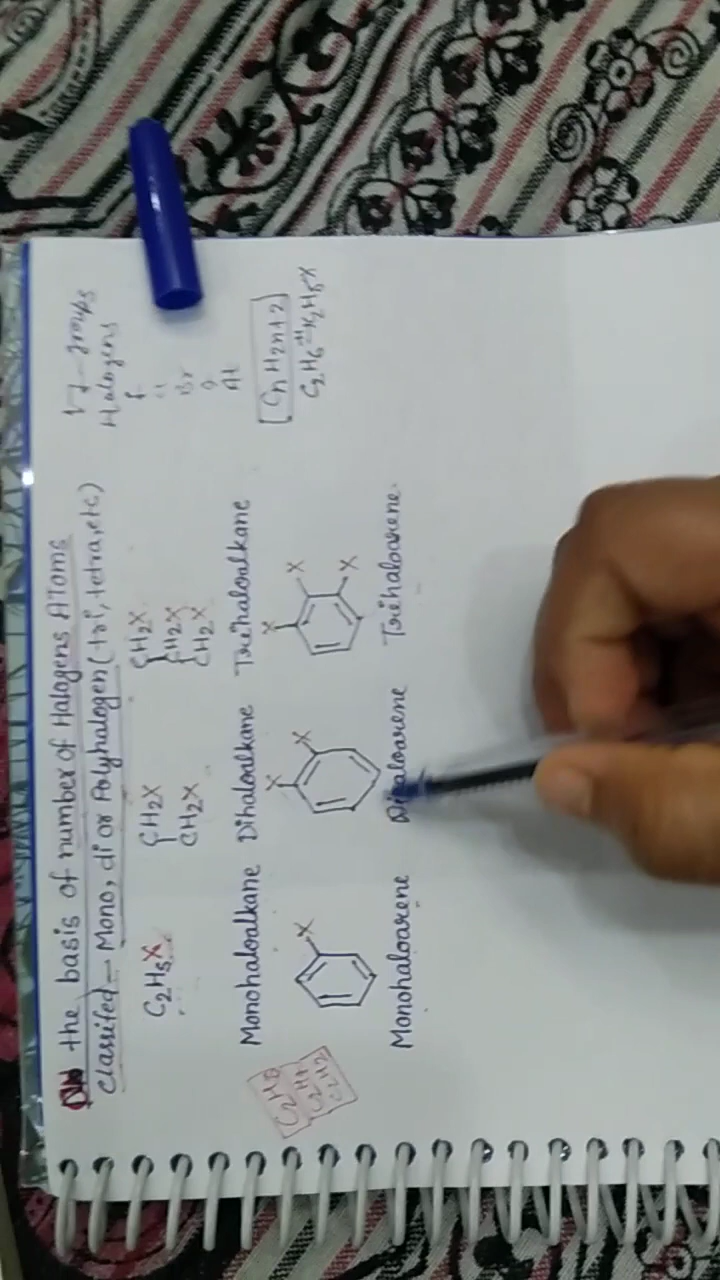 On the basis of number of Halogens Atoms
Classifed – Mono, di or Polyhalogen (tri, tetra, etc)
C2H5X
CH2X
CH2X
CH2X
CH2X
CH2X
Monohaloalkane Dihaloalkane Trihaloalkane
X
X X
X X X
Monohaloarene Dihaloarene Trihaloarene
17-groups
Halogens
F
Cl
Br
At
CnH2n+2
C2H6
C2H5X